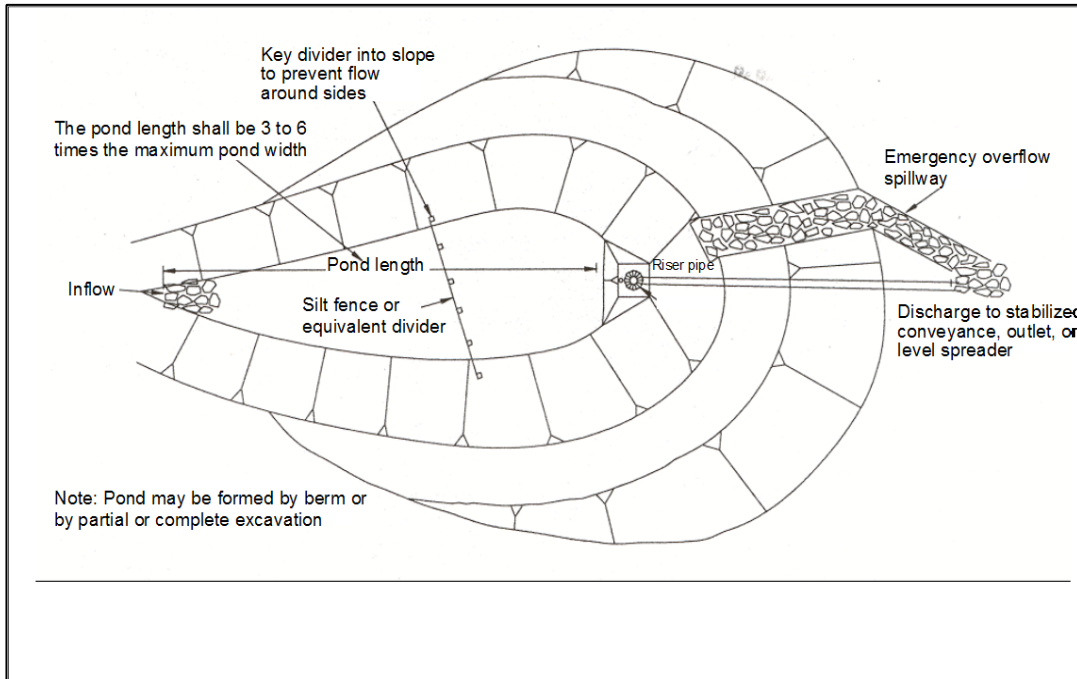 Key divider into slope
to prevent flow
around sides
The pond length shall be 3 to 6
times the maximum pond width
Emergency overflow
spillway
Pond length
Riser pipe
Inflow
Silt fence or
equivalent divider
Discharge to stabilized
conveyance, outlet, or
level spreader
Note: Pond may be formed by berm or
by partial or complete excavation